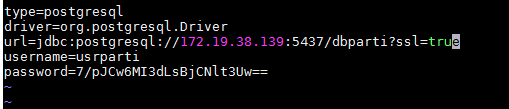 type=postgresql
driver=org.postgresql.Driver
url=jdbc:postgresql://172.19.38.139:5437/dbparti?ssl=true
username=usrparti
password=7/pJCw6MI3dLsBjCNlt3Uw==
~
~